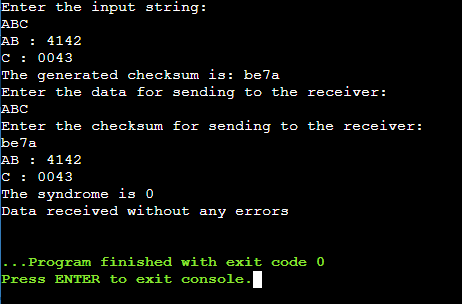 Enter the input string:
ABC
AB : 4142
C : 0043
The generated checksum is: be7a
Enter the data for sending to the receiver:
ABC
Enter the checksum for sending to the receiver:
be7a
AB : 4142
C : 0043
The syndrome is 0
Data received without any errors
...Program finished with exit code 0
Press ENTER to exit console.